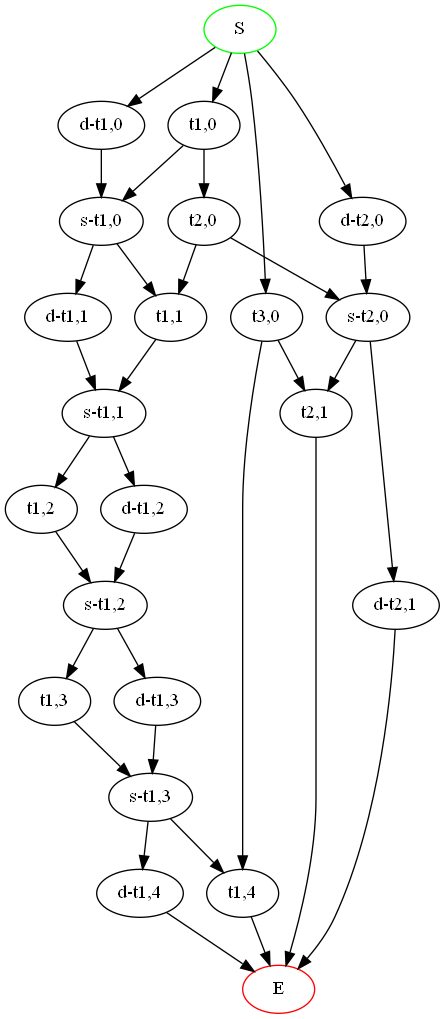 S
d-t1,0
t1,0
s-t1,0
t2,0
d-t2,0
d-t1,1
t1,1
t3,0
s-t2,0
s-t1,1
t2,1
t1,2
d-t1,2
s-t1,2
d-t2,1
t1,3
d-t1,3
s-t1,3
d-t1,4
t1,4
E